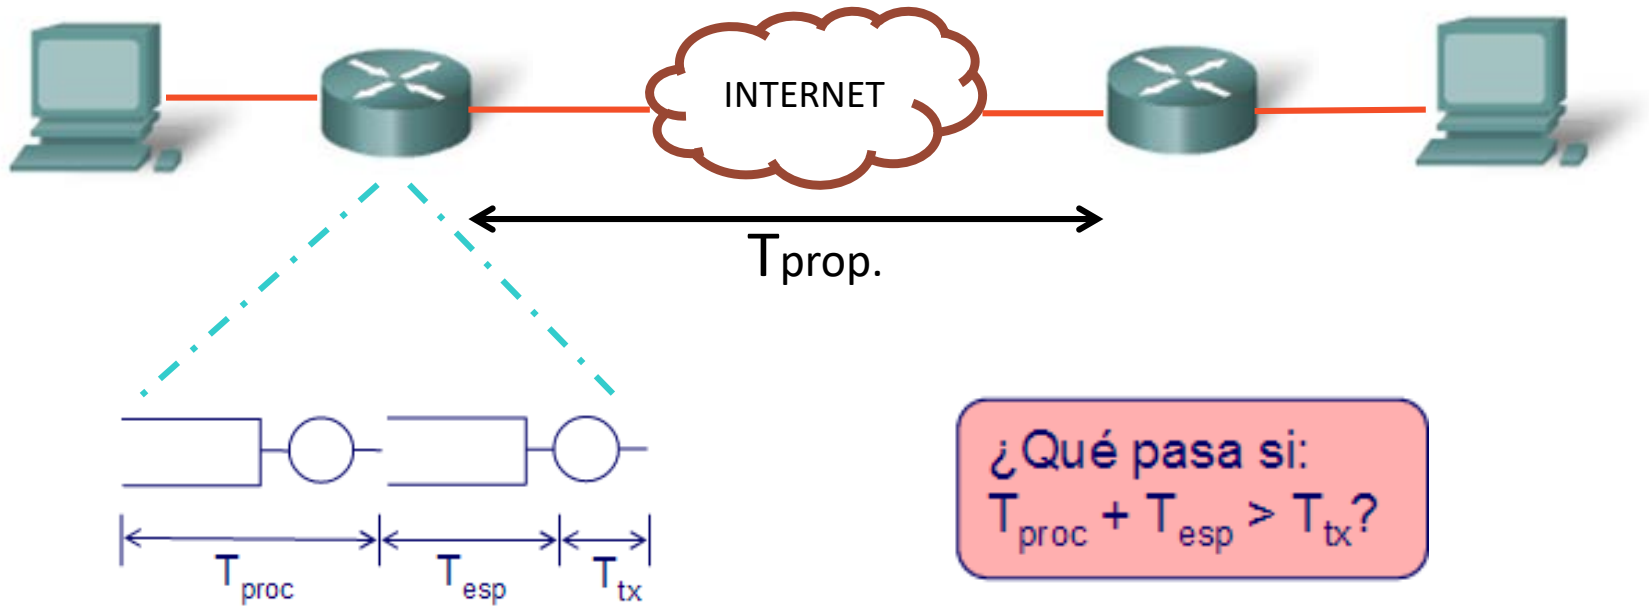 INTERNET
Tprop.
¿Qué pasa si:
Tproc + Tesp > Ttx?
Tproc
Tesp
Ttx